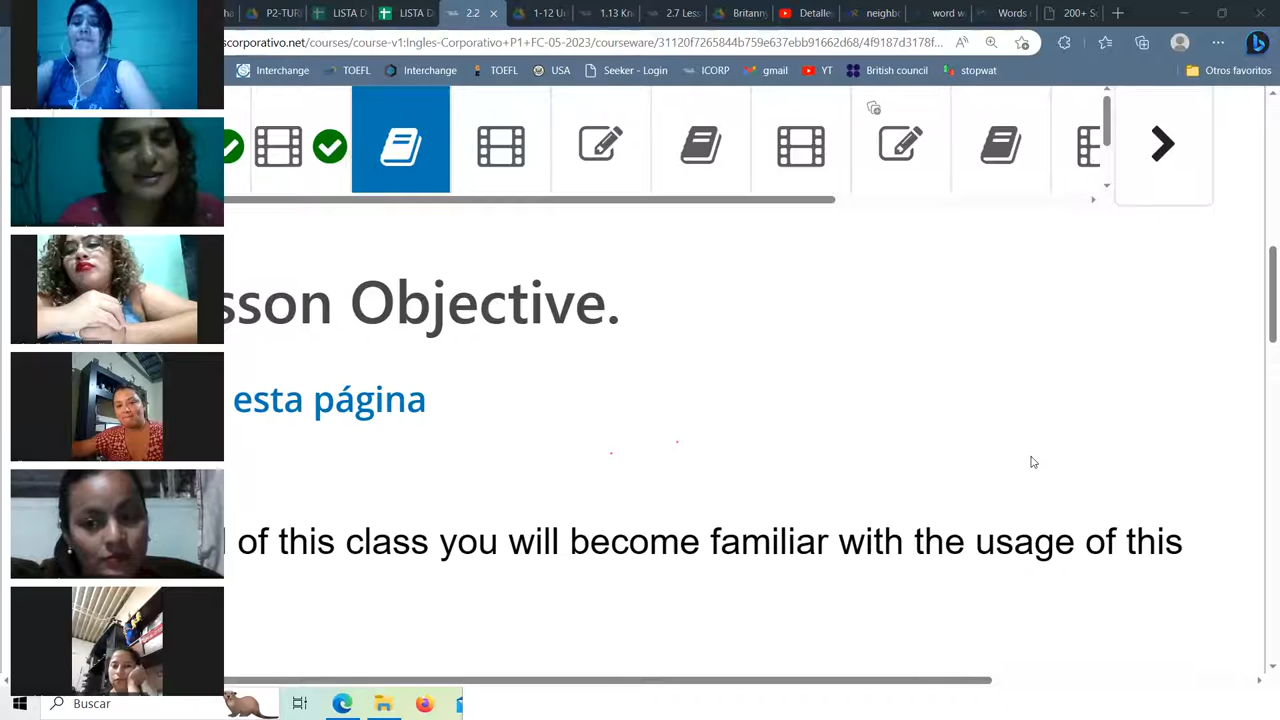 P2-TUR
LISTA D
LISTA D
2.2
1-12 U
1.13 Kn
2.7 Less
Britanny
Detalle
neighb
word w
Words
200+ S
scorporativo.net/courses/course-v1:Ingles-Corporativo+P1+FC-05-2023/courseware/31120f7265844b759e637ebb91662d68/4f9187d3178f...
Interchange
TOEFL
Interchange
TOEFL
USA
Seeker - Login
ICORP
gmail
YT
British council
stopwat
Otros favoritos
sson Objective.
esta página
of this class you will become familiar with the usage of this
Buscar